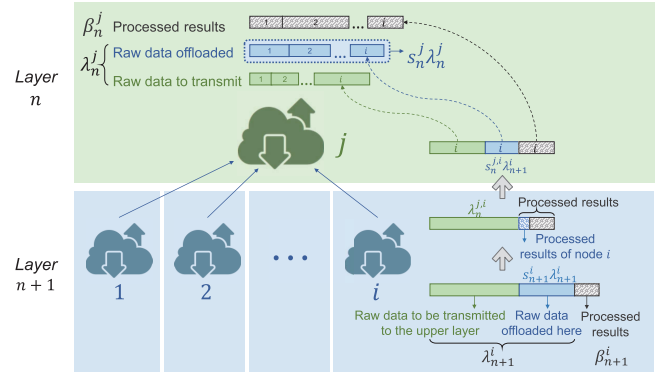 β_n^j Processed results
1 2 ... i
λ_n^j Raw data offloaded
1 2 ... i
s_n^j λ_n^j
Raw data to transmit
1 2 ... i
Layer
n
j
i i i
s_n^{j,i} λ_{n+1}^i
Processed results
λ_n^{j,i}
Processed
results of node i
Layer
n + 1
1 2 ... i
s_{n+1}^i λ_{n+1}^i
Raw data to be transmitted
to the upper layer
Raw data
offloaded here
Processed
results
λ_{n+1}^i
β_{n+1}^i